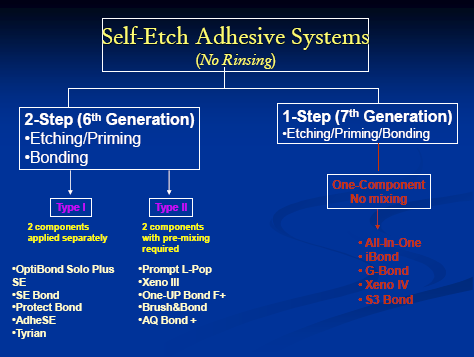 Self-Etch Adhesive Systems
(No Rinsing)
2-Step (6th Generation)
•Etching/Priming
•Bonding
1-Step (7th Generation)
•Etching/Priming/Bonding
Type I
Type II
One-Component
No mixing
2 components
applied separately
2 components
with pre-mixing
required
•OptiBond Solo Plus
SE
•SE Bond
•Protect Bond
•AdheSE
•Tyrian
•Prompt L-Pop
•Xeno III
•One-UP Bond F+
•Brush&Bond
•AQ Bond +
• All-In-One
• iBond
• G-Bond
• Xeno IV
• S3 Bond